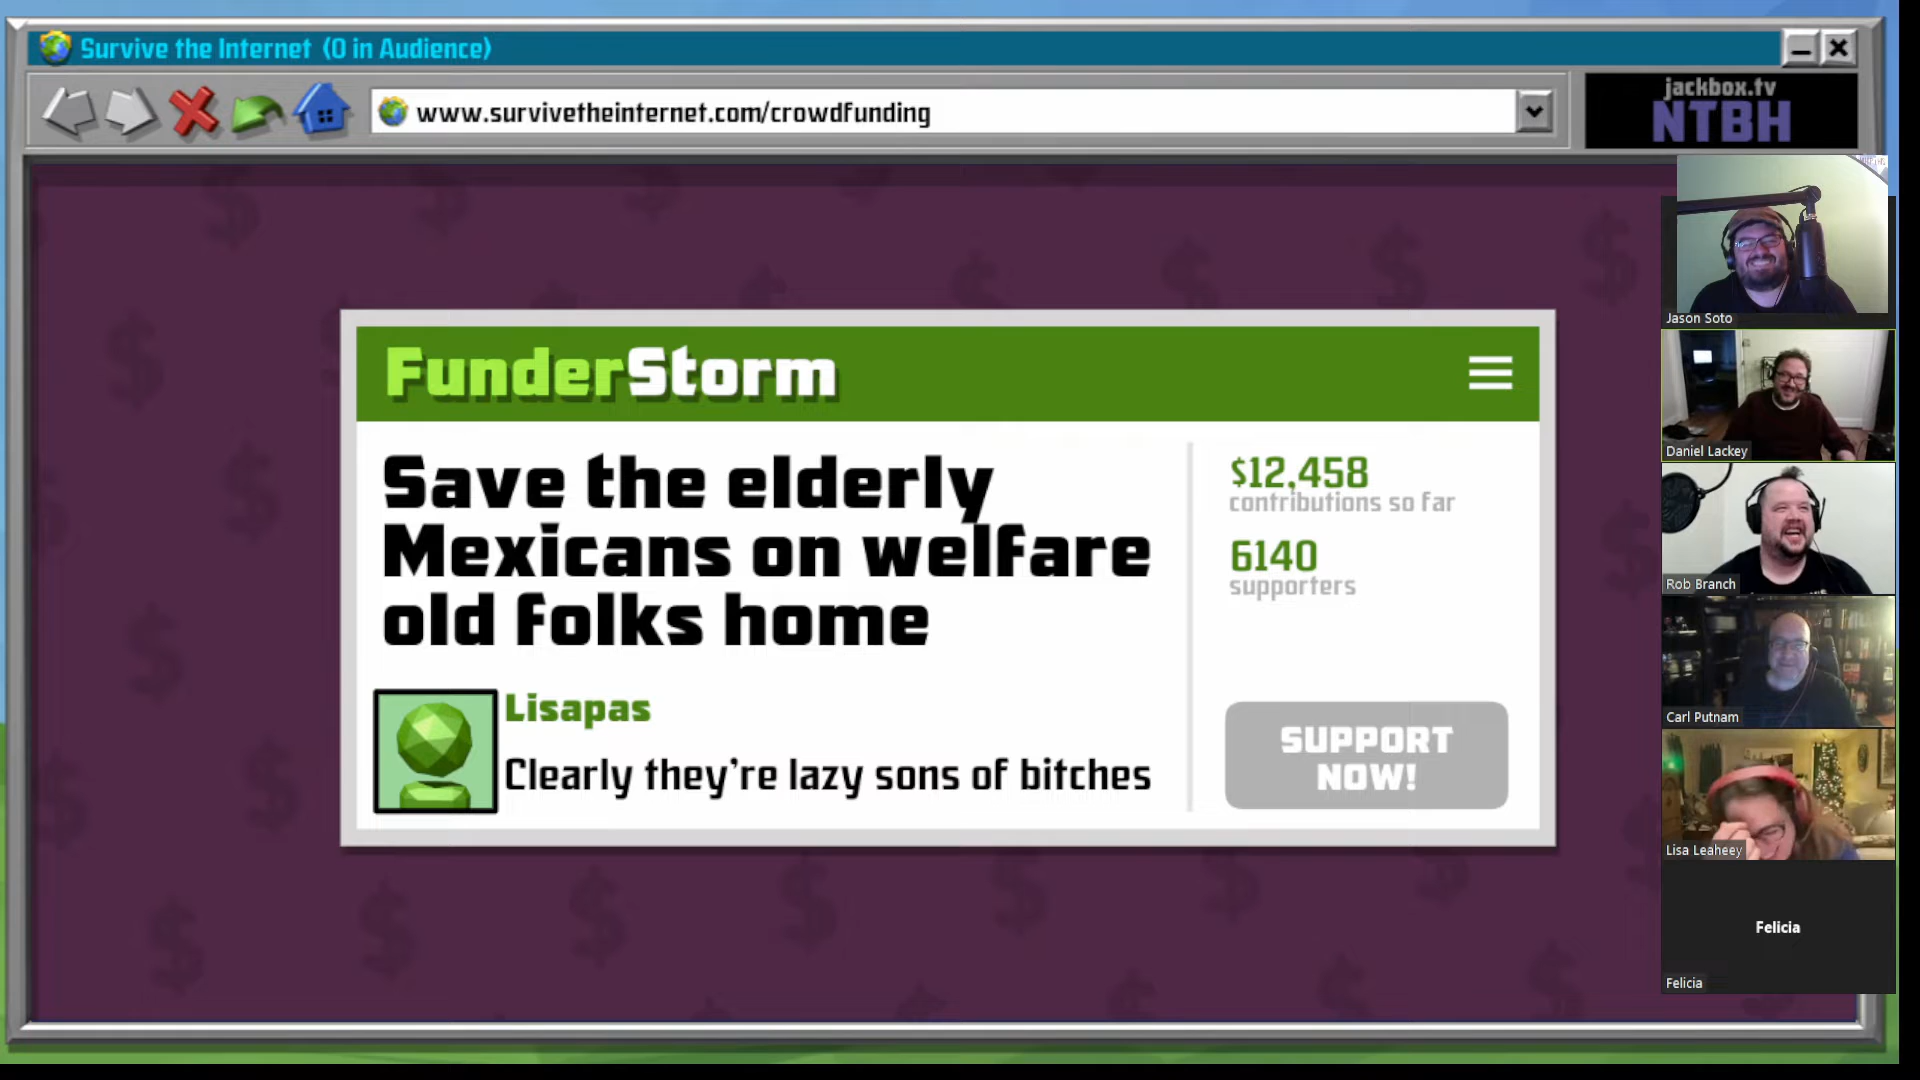 Survive the Internet (0 in Audience)
www.survivetheinternet.com/crowdfunding
jackbox.tv
NTBH
FunderStorm
Save the elderly
Mexicans on welfare
old folks home
$12,458
contributions so far
6140
supporters
Lisapas
Clearly they're lazy sons of bitches
SUPPORT
NOW!
Jason Soto
Daniel Lackey
Rob Branch
Carl Putnam
Lisa Leaheey
Felicia
Felicia